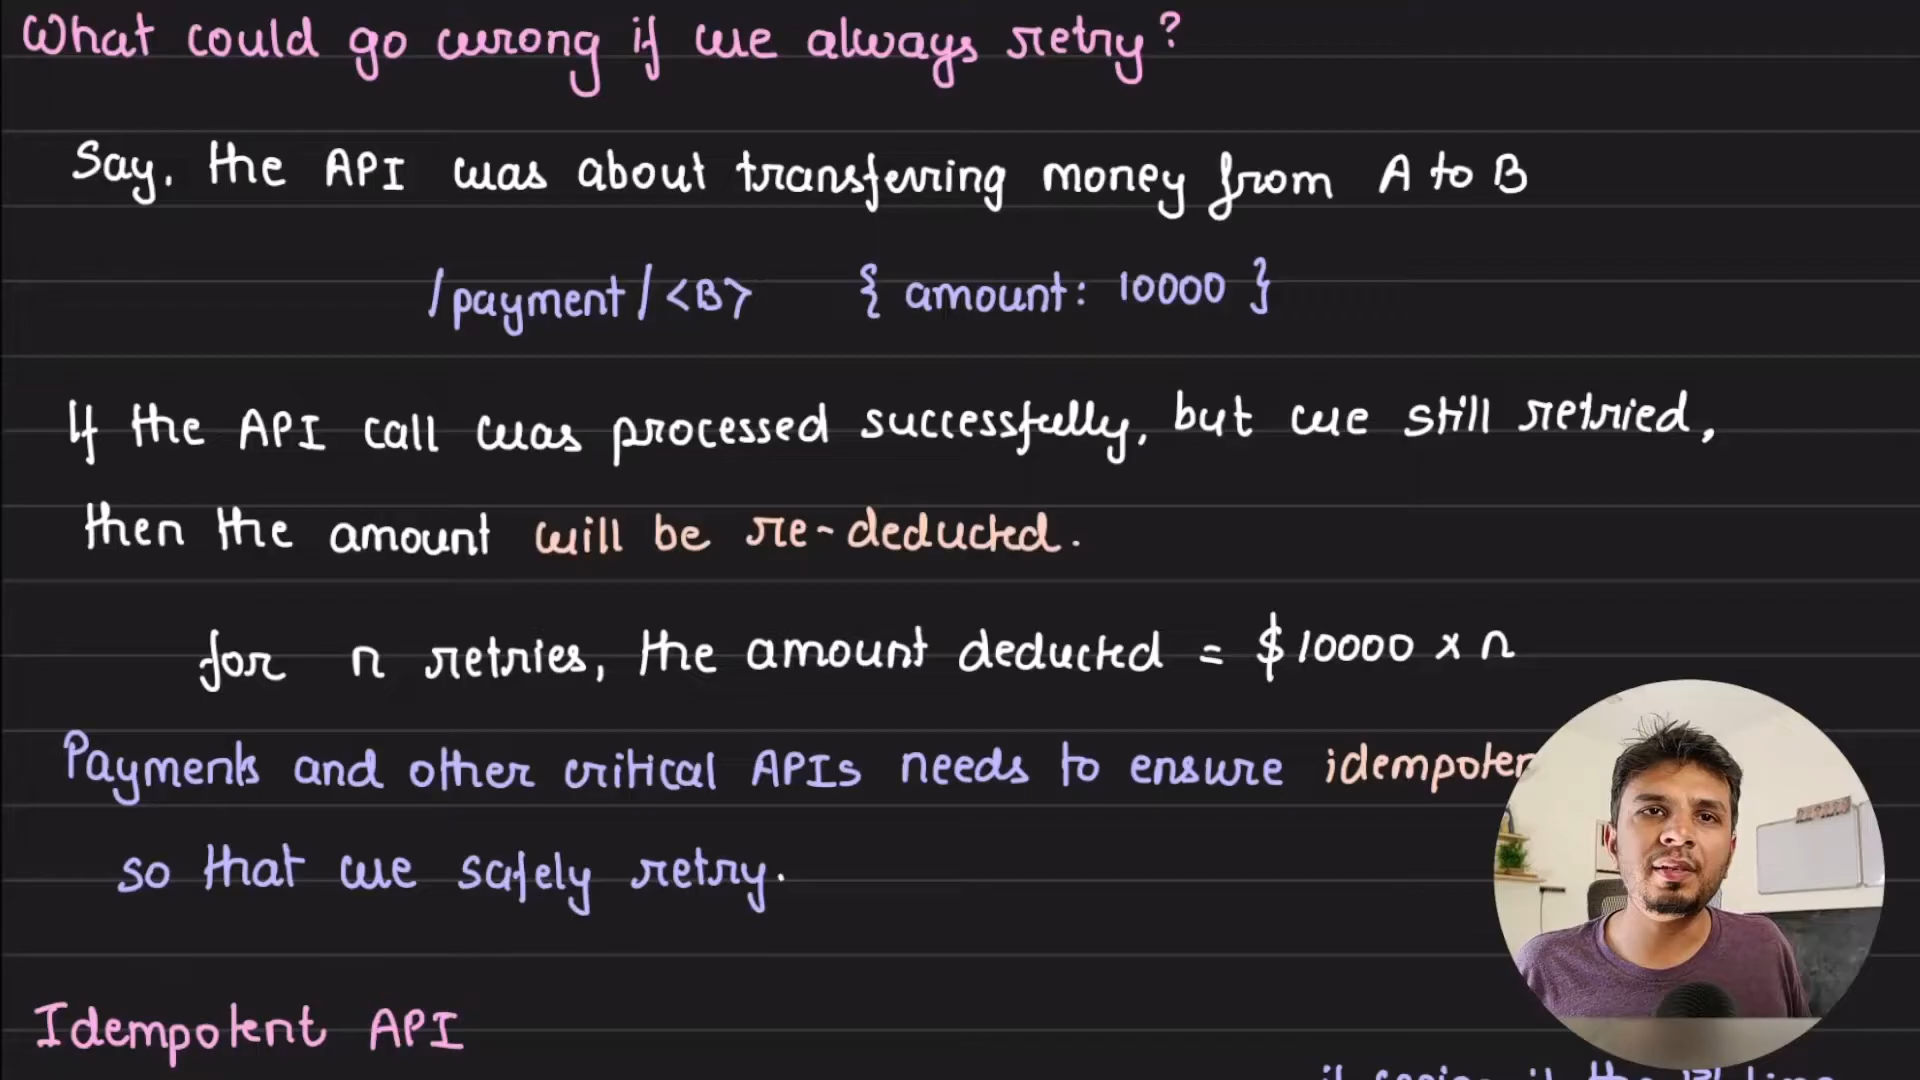 What could go wrong if we always retry?
Say, the API was about transferring money from A to B
/payment/<B> { amount: 10000 }
If the API call was processed successfully, but we still retried,
then the amount will be re-deducted.
for n retries, the amount deducted = $10000 x n
Payments and other critical APIs needs to ensure
so that we safely retry.
Idempotent API